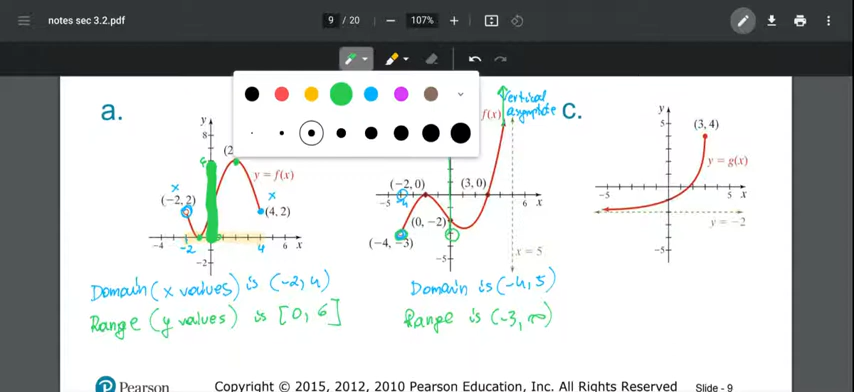 notes sec 3.2.pdf
9 / 20
107%
a.
y
8
6
(2
y = f(x)
x
(−2, 2)
x
(4, 2)
−4
−2
4
6
x
−2
f(x)
Vertical
asymptote
(−2, 0)
(3, 0)
−5
−4
6
x
(0, −2)
(−4, −3)
x = 5
−5
c.
y
5
(3, 4)
y = g(x)
−5
5
x
y = −2
−5
Domain (x values) is (-2, 4)
Domain is (-4, 5)
Range (y values) is [0, 6]
Range is (-3, ∞)
Pearson
Copyright © 2015, 2012, 2010 Pearson Education, Inc. All Rights Reserved
Slide - 9